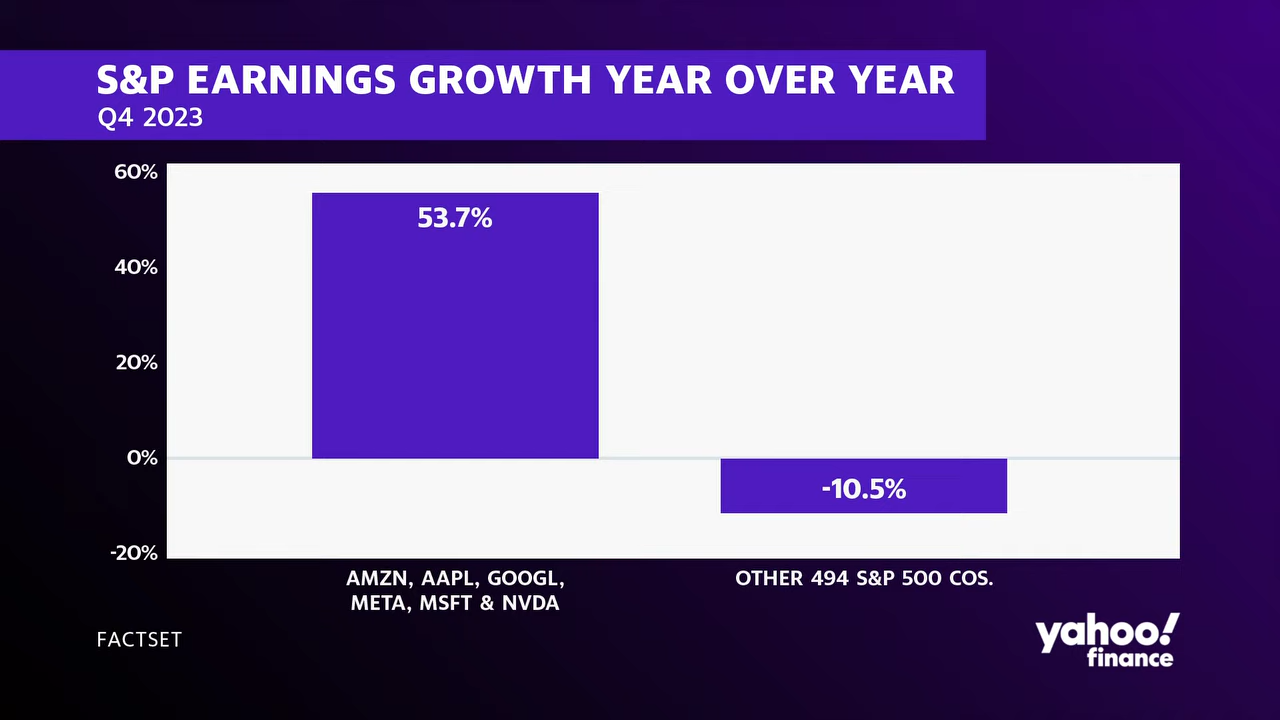 S&P EARNINGS GROWTH YEAR OVER YEAR
Q4 2023
60%
40%
20%
0%
-20%
53.7%
-10.5%
AMZN, AAPL, GOOGL,
META, MSFT & NVDA
OTHER 494 S&P 500 COS.
FACTSET
yahoo!
finance